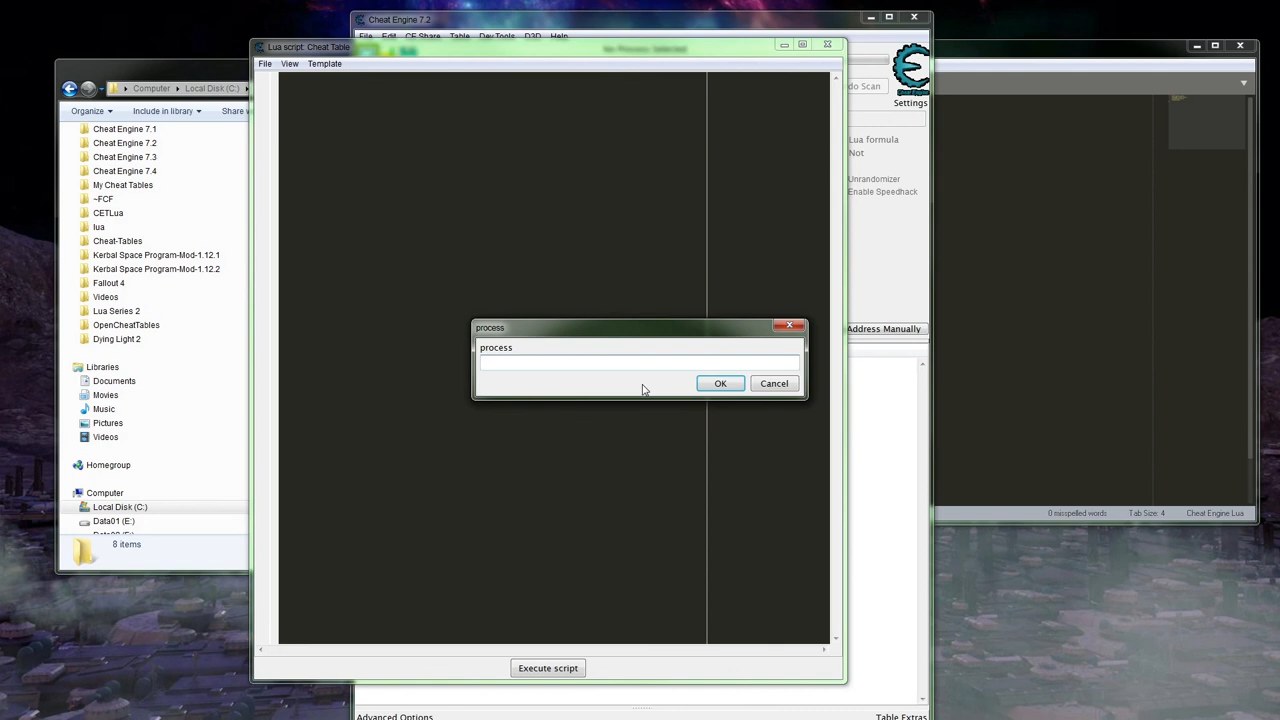 Cheat Engine 7.2
File Edit CE Share Table Dev Tools D3D Help
No Process Selected
Lua script: Cheat Table
File View Template
Computer Local Disk (C:)
Organize Include in library Share
Cheat Engine 7.1
Cheat Engine 7.2
Cheat Engine 7.3
Cheat Engine 7.4
My Cheat Tables
~FCF
CETLua
lua
Cheat-Tables
Kerbal Space Program-Mod-1.12.1
Kerbal Space Program-Mod-1.12.2
Fallout 4
Videos
Lua Series 2
OpenCheatTables
Dying Light 2
Libraries
Documents
Movies
Music
Pictures
Videos
Homegroup
Computer
Local Disk (C:)
Data01 (E:)
8 items
process
process
OK Cancel
Execute script
do Scan
Cheat Engine
Settings
Lua formula
Not
Unrandomizer
Enable Speedhack
Address Manually
Advanced Options Table Extras
0 misspelled words Tab Size: 4 Cheat Engine Lua